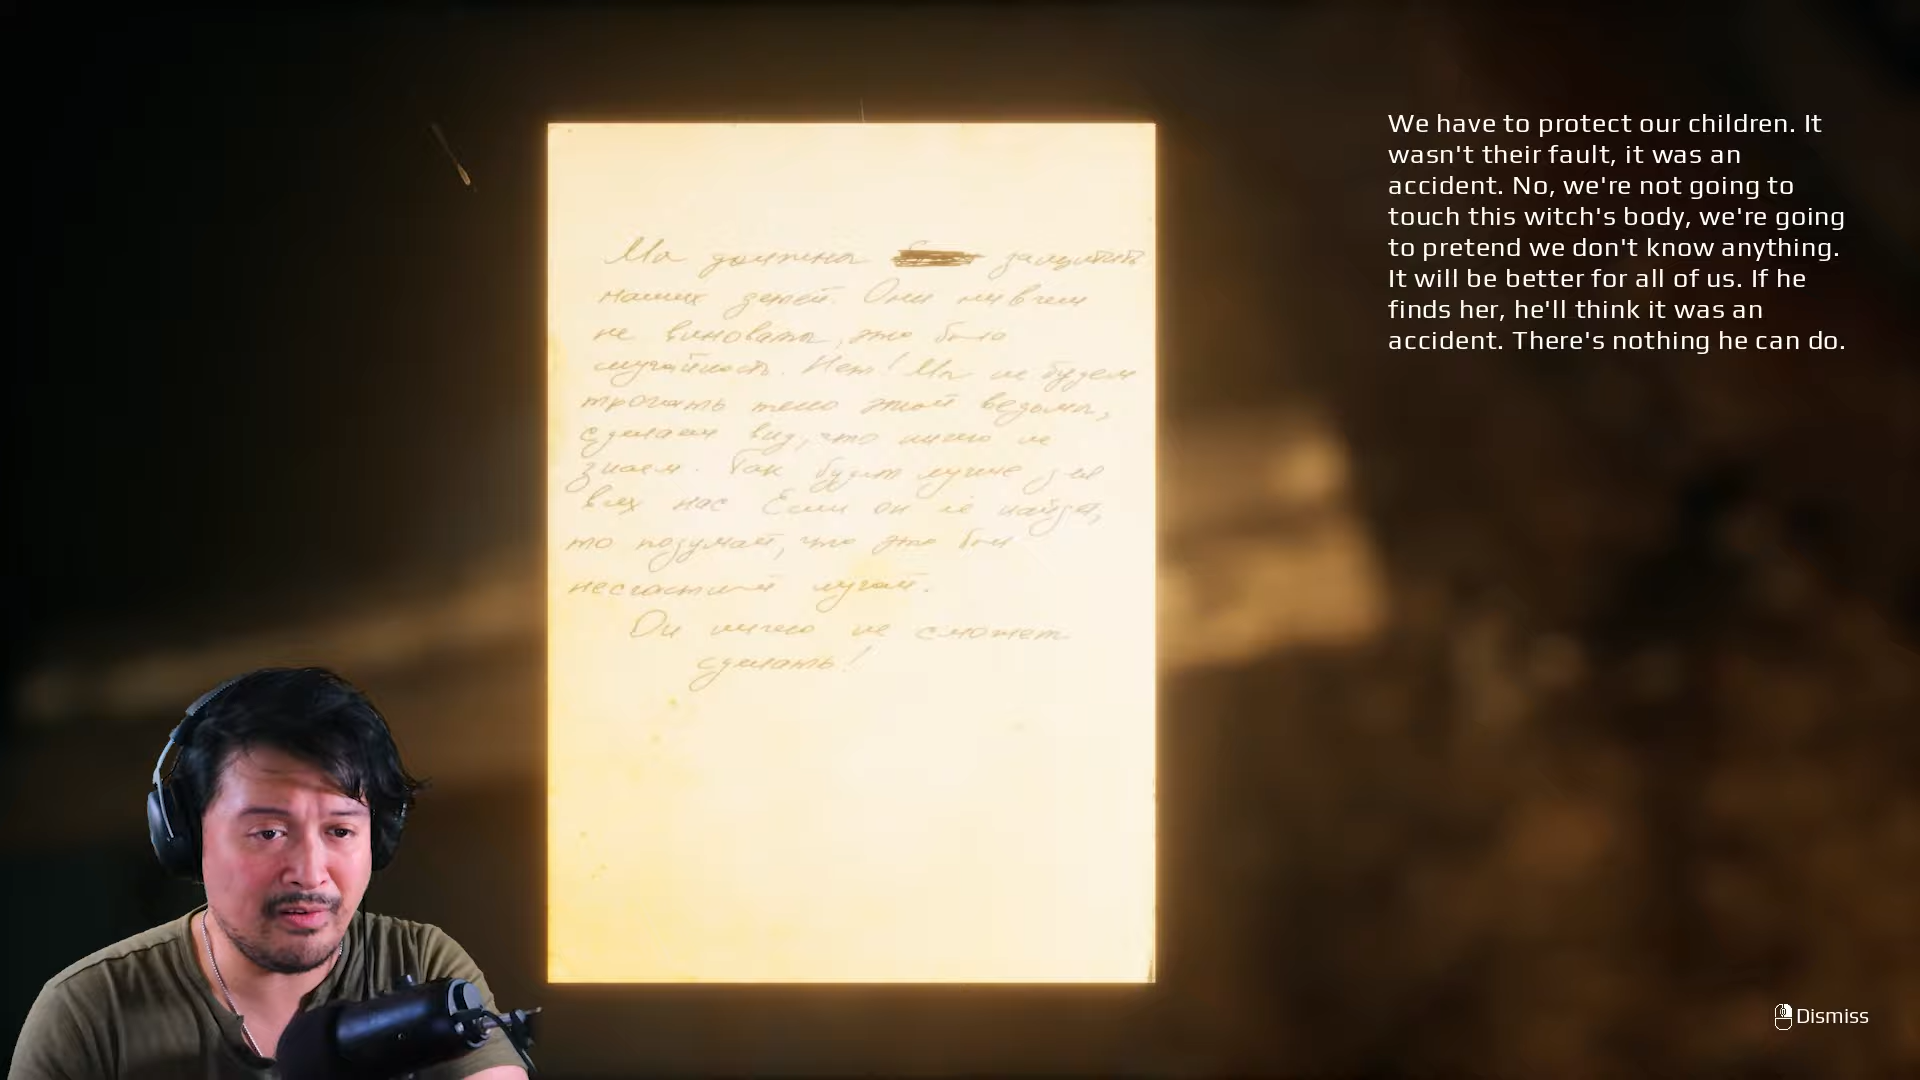 Мы должны защитить
наших детей. Они ни в чем
не виноваты, это была
случайность. Нет! Мы не будем
трогать тело этой ведьмы,
сделаем вид, что ничего не
знаем. Так будет лучше для
всех нас Если он её найдет,
то подумает, что это был
несчастный случай.
Он ничего не сможет
сделать!
We have to protect our children. It
wasn't their fault, it was an
accident. No, we're not going to
touch this witch's body, we're going
to pretend we don't know anything.
It will be better for all of us. If he
finds her, he'll think it was an
accident. There's nothing he can do.
Dismiss